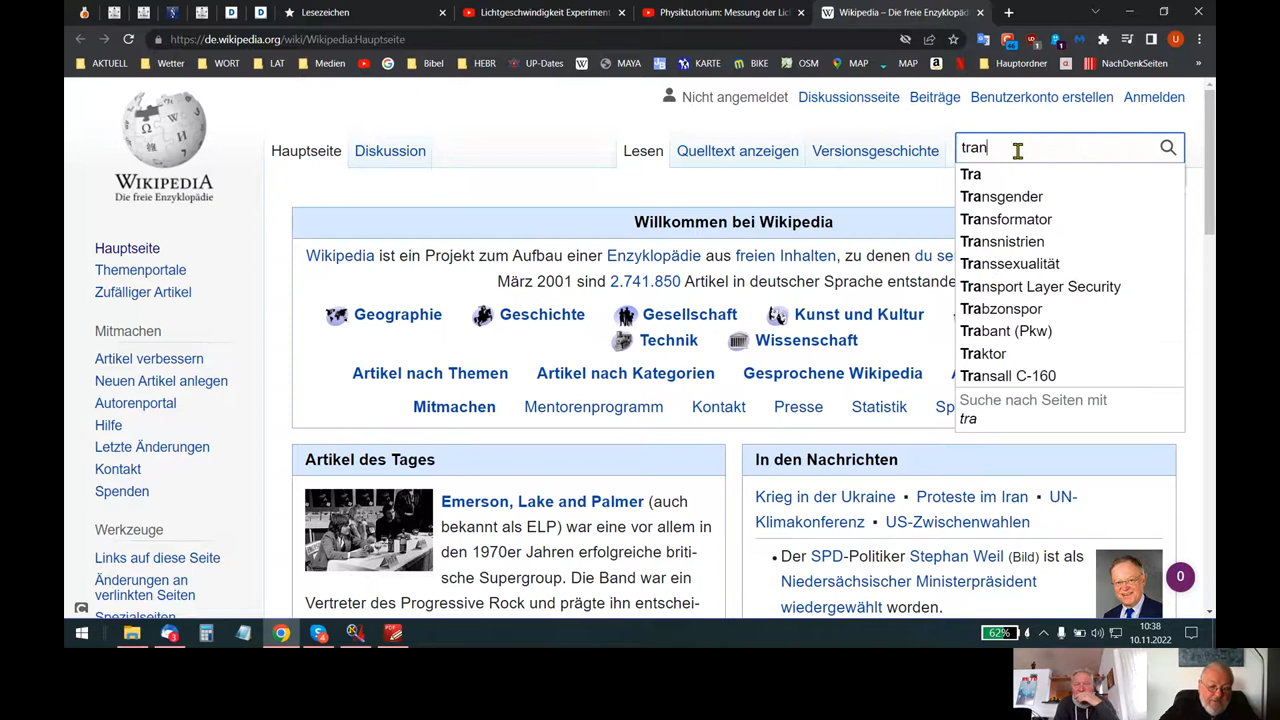 Lesezeichen
Lichtgeschwindigkeit Experiment
Physiktutorium: Messung der Lic
Wikipedia – Die freie Enzyklopäd
https://de.wikipedia.org/wiki/Wikipedia:Hauptseite
AKTUELL
Wetter
WORT
LAT
Medien
Bibel
HEBR
UP-Dates
MAYA
KARTE
BIKE
OSM
MAP
MAP
Hauptordner
NachDenkSeiten
»
Nicht angemeldet Diskussionsseite Beiträge Benutzerkonto erstellen Anmelden
Hauptseite Diskussion Lesen Quelltext anzeigen Versionsgeschichte
tran
Tra
Transgender
Transformator
Transnistrien
Transsexualität
Transport Layer Security
Trabzonspor
Trabant (Pkw)
Traktor
Transall C-160
Suche nach Seiten mit
tra
WIKIPEDIA
Die freie Enzyklopädie
Hauptseite
Themenportale
Zufälliger Artikel
Mitmachen
Artikel verbessern
Neuen Artikel anlegen
Autorenportal
Hilfe
Letzte Änderungen
Kontakt
Spenden
Werkzeuge
Links auf diese Seite
Änderungen an
verlinkten Seiten
Spezialseiten
Willkommen bei Wikipedia
Wikipedia ist ein Projekt zum Aufbau einer Enzyklopädie aus freien Inhalten, zu denen du se
März 2001 sind 2.741.850 Artikel in deutscher Sprache entstande
Geographie Geschichte Gesellschaft Kunst und Kultur
Technik Wissenschaft
Artikel nach Themen Artikel nach Kategorien Gesprochene Wikipedia
Mitmachen Mentorenprogramm Kontakt Presse Statistik Sp
Artikel des Tages
Emerson, Lake and Palmer (auch
bekannt als ELP) war eine vor allem in
den 1970er Jahren erfolgreiche briti-
sche Supergroup. Die Band war ein
Vertreter des Progressive Rock und prägte ihn entschei-
In den Nachrichten
Krieg in der Ukraine ▪ Proteste im Iran ▪ UN-
Klimakonferenz ▪ US-Zwischenwahlen
• Der SPD-Politiker Stephan Weil (Bild) ist als
Niedersächsischer Ministerpräsident
wiedergewählt worden.
0
62%
10:38
10.11.2022